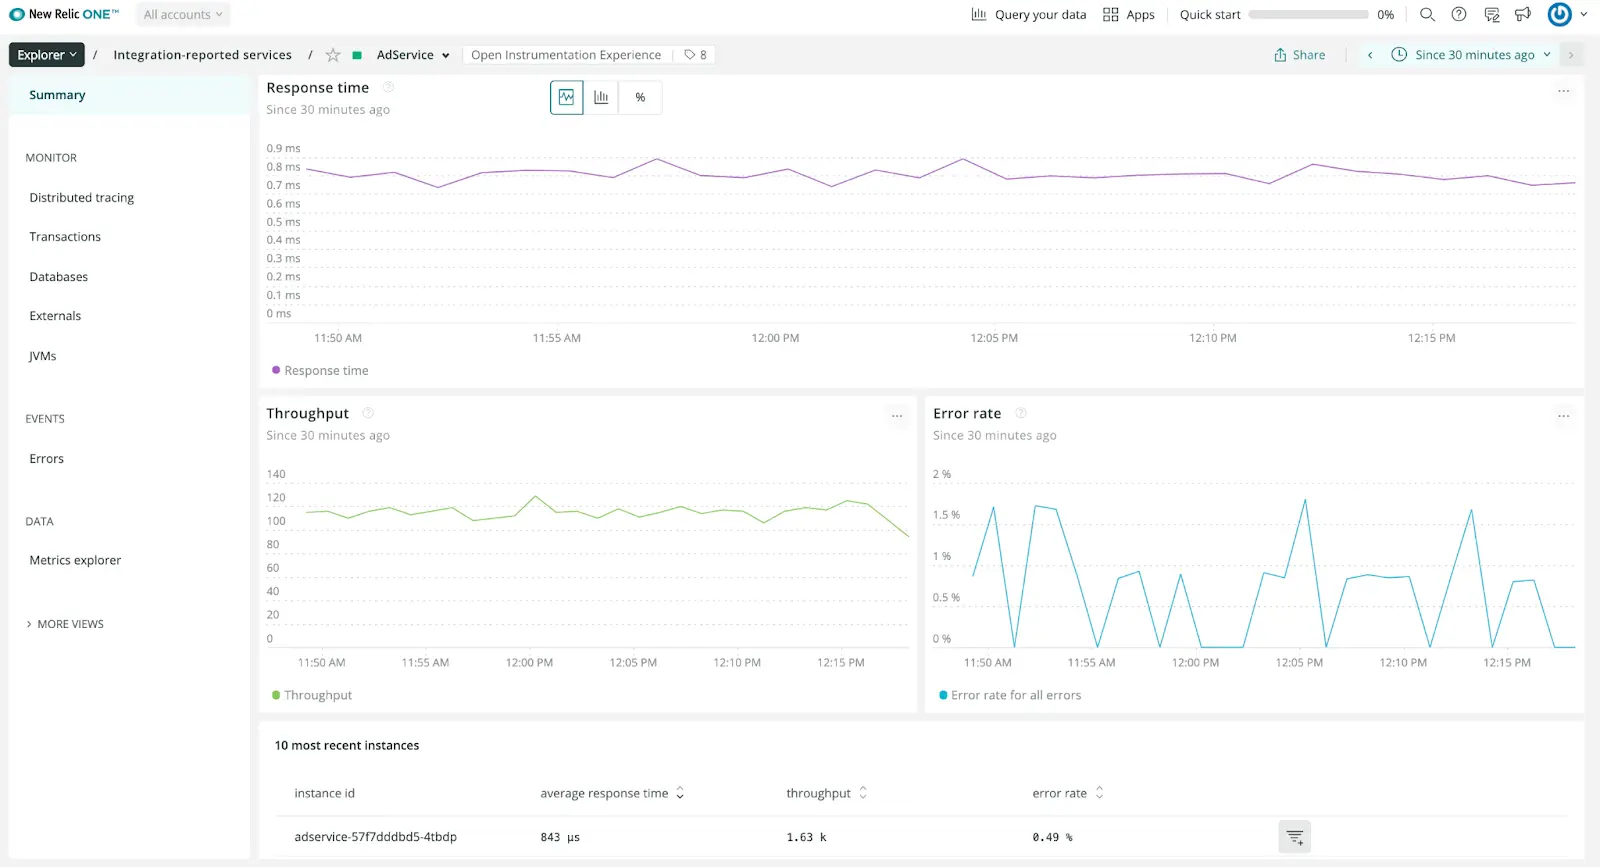 New Relic ONE™ All accounts Query your data Apps Quick start 0%
Explorer / Integration-reported services / AdService Open Instrumentation Experience 8 Share Since 30 minutes ago
Summary
MONITOR
Distributed tracing
Transactions
Databases
Externals
JVMs
EVENTS
Errors
DATA
Metrics explorer
MORE VIEWS
Response time
Since 30 minutes ago
%
0.9 ms
0.8 ms
0.7 ms
0.6 ms
0.5 ms
0.4 ms
0.3 ms
0.2 ms
0.1 ms
0 ms
11:50 AM 11:55 AM 12:00 PM 12:05 PM 12:10 PM 12:15 PM
Response time
Throughput
Since 30 minutes ago
140
120
100
80
60
40
20
0
11:50 AM 11:55 AM 12:00 PM 12:05 PM 12:10 PM 12:15 PM
Throughput
Error rate
Since 30 minutes ago
2 %
1.5 %
1 %
0.5 %
0 %
11:50 AM 11:55 AM 12:00 PM 12:05 PM 12:10 PM 12:15 PM
Error rate for all errors
10 most recent instances
instance id average response time throughput error rate
adservice-57f7dddbd5-4tbdp 843 µs 1.63 k 0.49 %